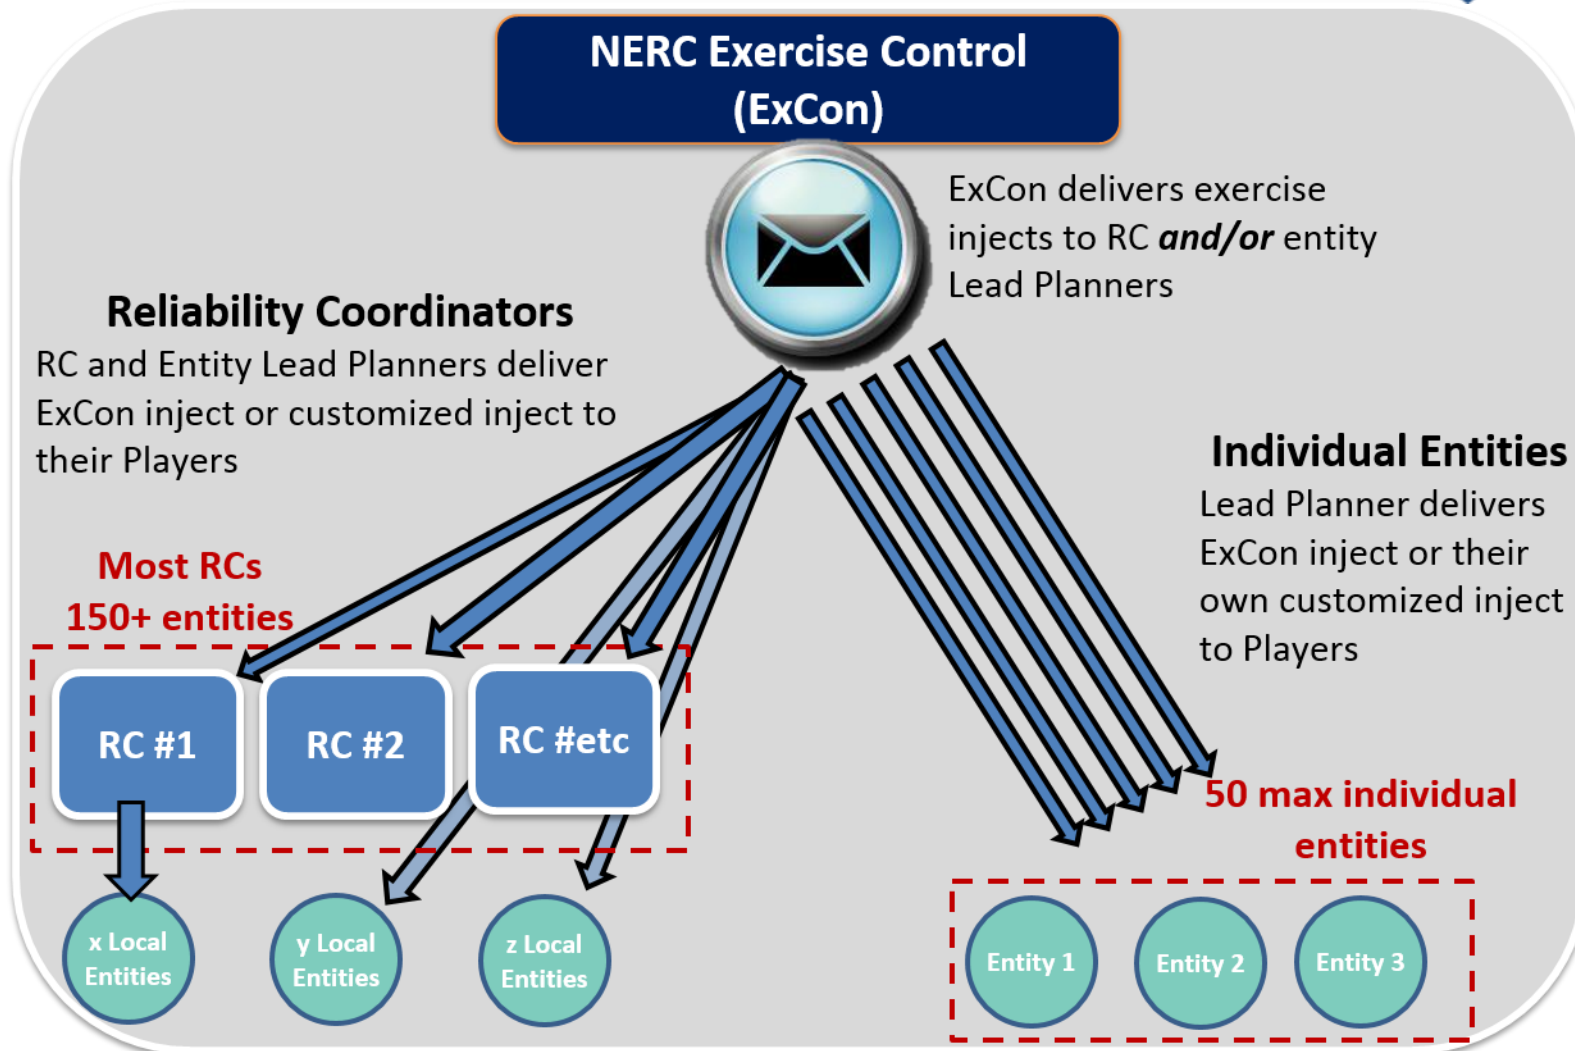 NERC Exercise Control
(ExCon)
ExCon delivers exercise
injects to RC and/or entity
Lead Planners
Reliability Coordinators
RC and Entity Lead Planners deliver
ExCon inject or customized inject to
their Players
Individual Entities
Lead Planner delivers
ExCon inject or their
own customized inject
to Players
Most RCs
150+ entities
RC #1
RC #2
RC #etc
50 max individual
entities
x Local
Entities
y Local
Entities
z Local
Entities
Entity 1
Entity 2
Entity 3